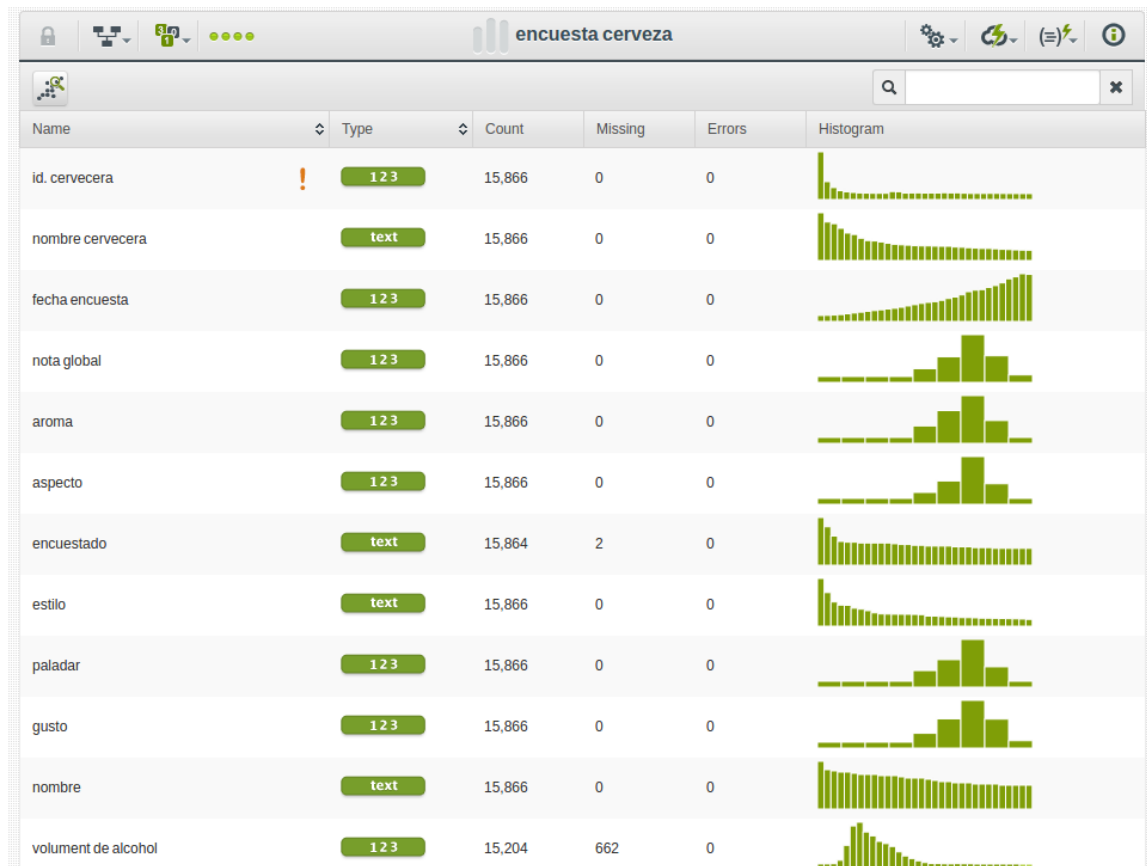 encuesta cerveza
Name Type Count Missing Errors Histogram
id. cervecera 123 15,866 0 0
nombre cervecera text 15,866 0 0
fecha encuesta 123 15,866 0 0
nota global 123 15,866 0 0
aroma 123 15,866 0 0
aspecto 123 15,866 0 0
encuestado text 15,864 2 0
estilo text 15,866 0 0
paladar 123 15,866 0 0
gusto 123 15,866 0 0
nombre text 15,866 0 0
volument de alcohol 123 15,204 662 0